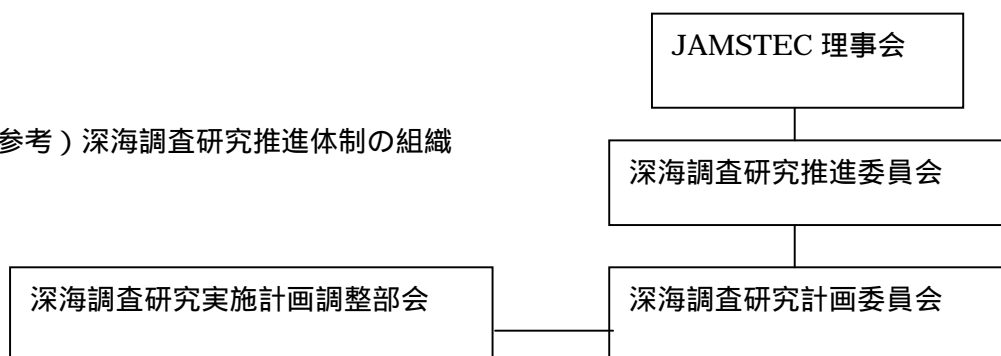 JAMSTEC 理事会
参考）深海調査研究推進体制の組織
深海調査研究推進委員会
深海調査研究実施計画調整部会
深海調査研究計画委員会